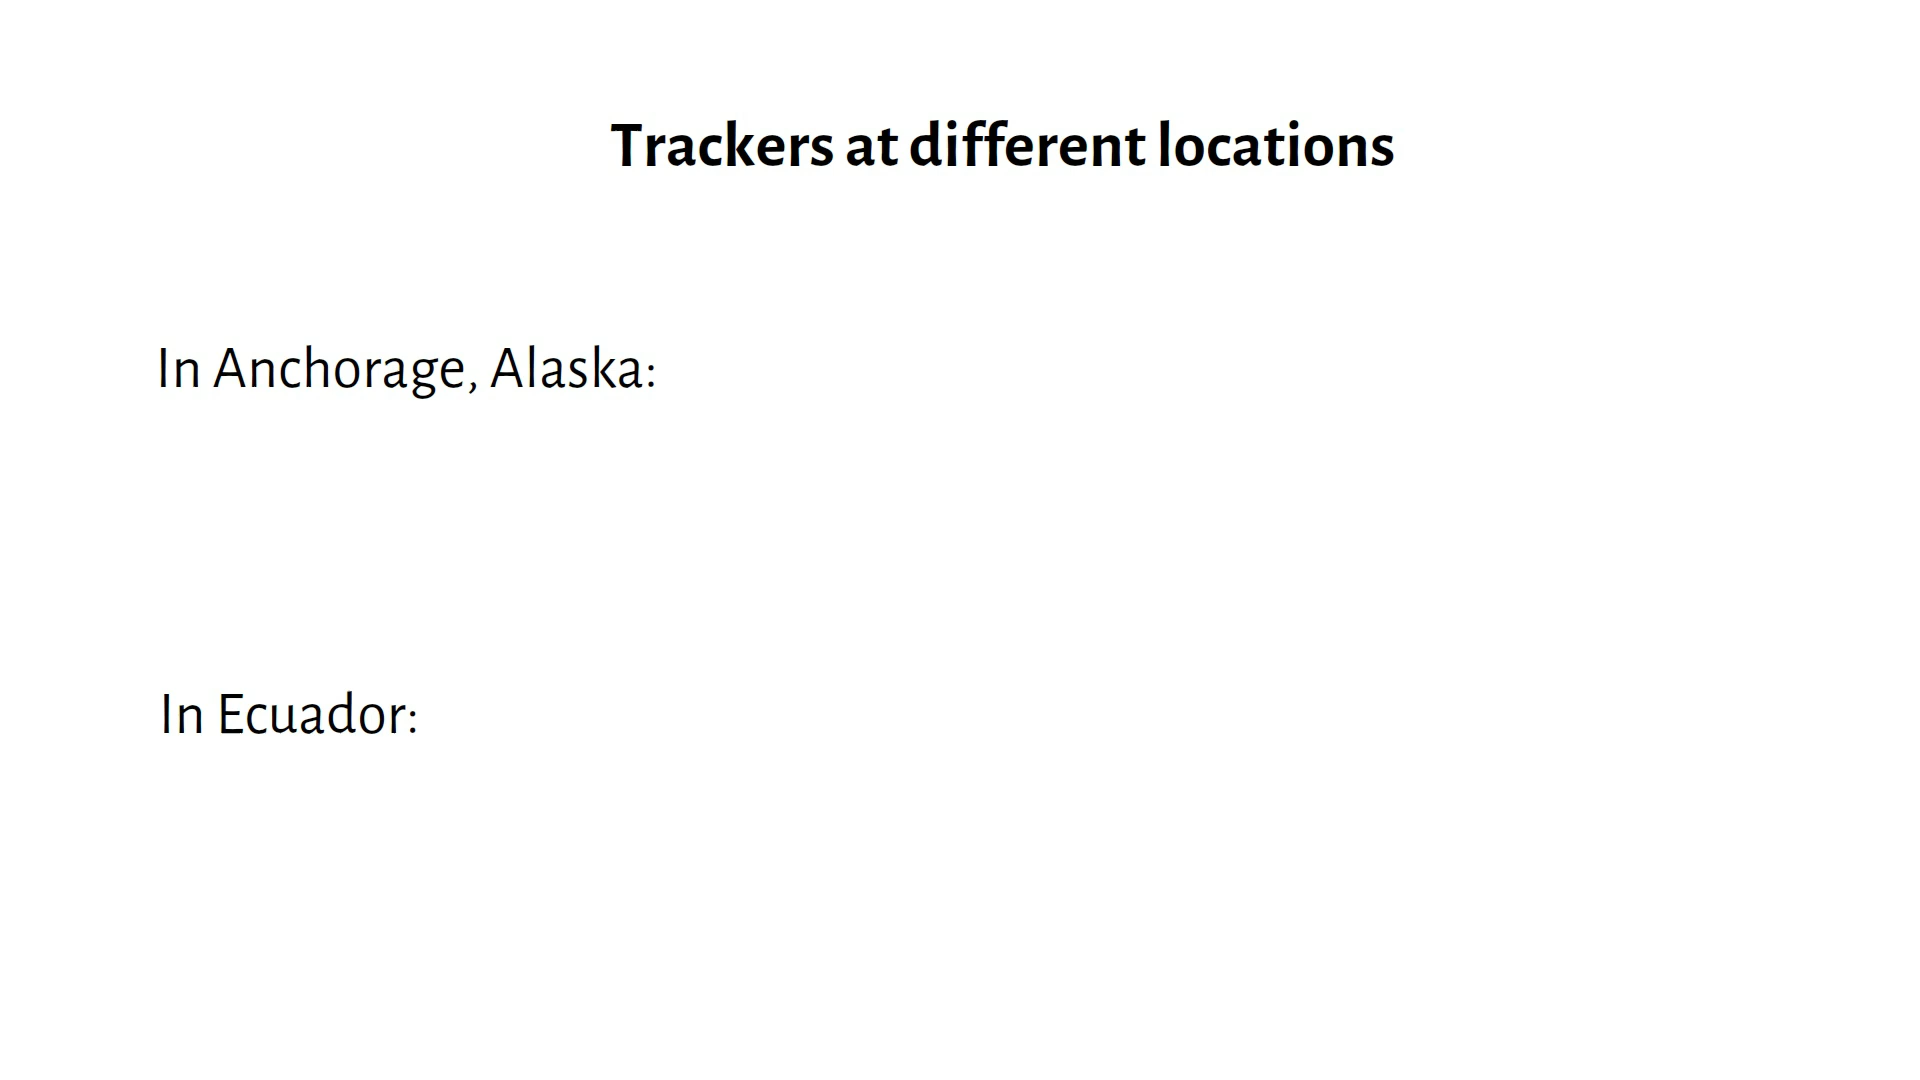 Trackers at different locations
In Anchorage, Alaska:
In Ecuador: